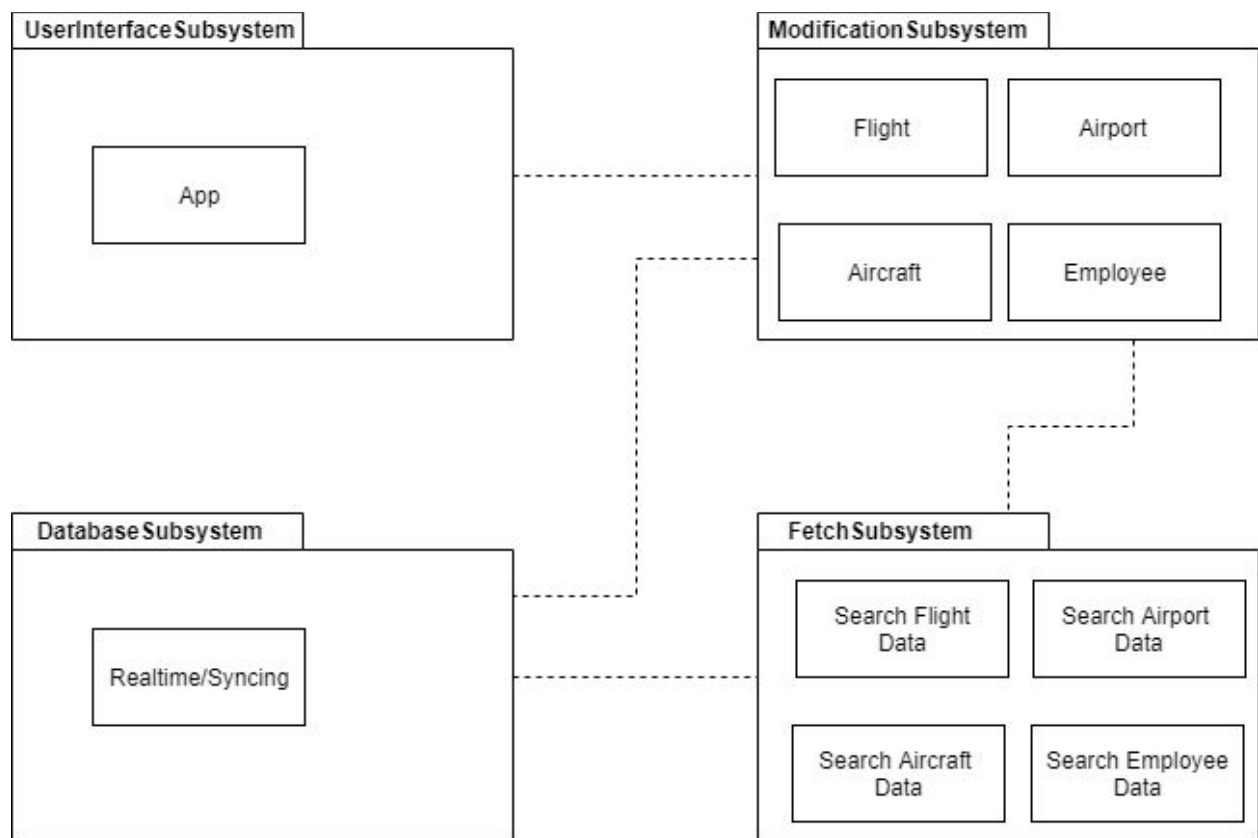 UserInterfaceSubsystem
App
ModificationSubsystem
Flight
Airport
Aircraft
Employee
DatabaseSubsystem
Realtime/Syncing
FetchSubsystem
Search Flight
Data
Search Airport
Data
Search Aircraft
Data
Search Employee
Data